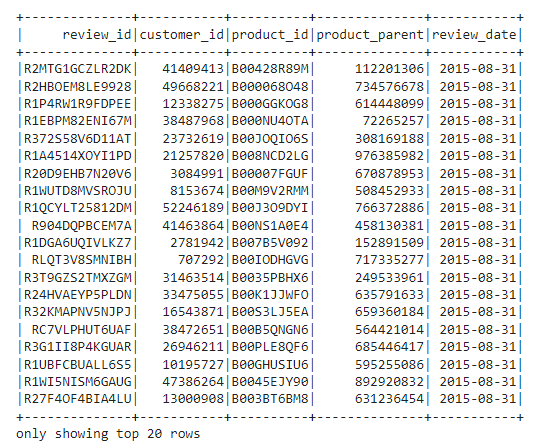 +--------------+-----------+----------+--------------+-----------+
|     review_id|customer_id|product_id|product_parent|review_date|
+--------------+-----------+----------+--------------+-----------+
|R2MTG1GCZLR2DK|   41409413|B00428R89M|     112201306| 2015-08-31|
|R2HBOEM8LE9928|   49668221|B000068O48|     734576678| 2015-08-31|
|R1P4RW1R9FDPEE|   12338275|B000GGKOG8|     614448099| 2015-08-31|
|R1EBPM82ENI67M|   38487968|B000NU4OTA|      72265257| 2015-08-31|
|R372S58V6D11AT|   23732619|B00JOQIO6S|     308169188| 2015-08-31|
|R1A4514XOYI1PD|   21257820|B008NCD2LG|     976385982| 2015-08-31|
|R20D9EHB7N20V6|    3084991|B00007FGUF|     670878953| 2015-08-31|
|R1WUTD8MVSROJU|    8153674|B00M9V2RMM|     508452933| 2015-08-31|
|R1QCYLT25812DM|   52246189|B00J3O9DYI|     766372886| 2015-08-31|
| R904DQPBCEM7A|   41463864|B00NS1A0E4|     458130381| 2015-08-31|
|R1DGA6UQIVLKZ7|    2781942|B007B5V092|     152891509| 2015-08-31|
| RLQT3V8SMNIBH|     707292|B00IODHGVG|     717335277| 2015-08-31|
|R3T9GZS2TMXZGM|   31463514|B0035PBHX6|     249533961| 2015-08-31|
|R24HVAEYP5PLDN|   33475055|B00K1JJWFO|     635791633| 2015-08-31|
|R32KMAPNV5NJPJ|   16543871|B00S3LJ5EA|     659360184| 2015-08-31|
| RC7VLPHUT6UAF|   38472651|B00B5QNGN6|     564421014| 2015-08-31|
|R3G1II8P4KGUAR|   26946211|B00PLE8QF6|     685446417| 2015-08-31|
|R1UBFCBUALL6S5|   10195727|B00GHUSIU6|     595255086| 2015-08-31|
|R1WI5NISM6GAUG|   47386264|B0045EJY90|     892920832| 2015-08-31|
|R27F4OF4BIA4LU|   13000908|B003BT6BM8|     631236454| 2015-08-31|
+--------------+-----------+----------+--------------+-----------+
only showing top 20 rows